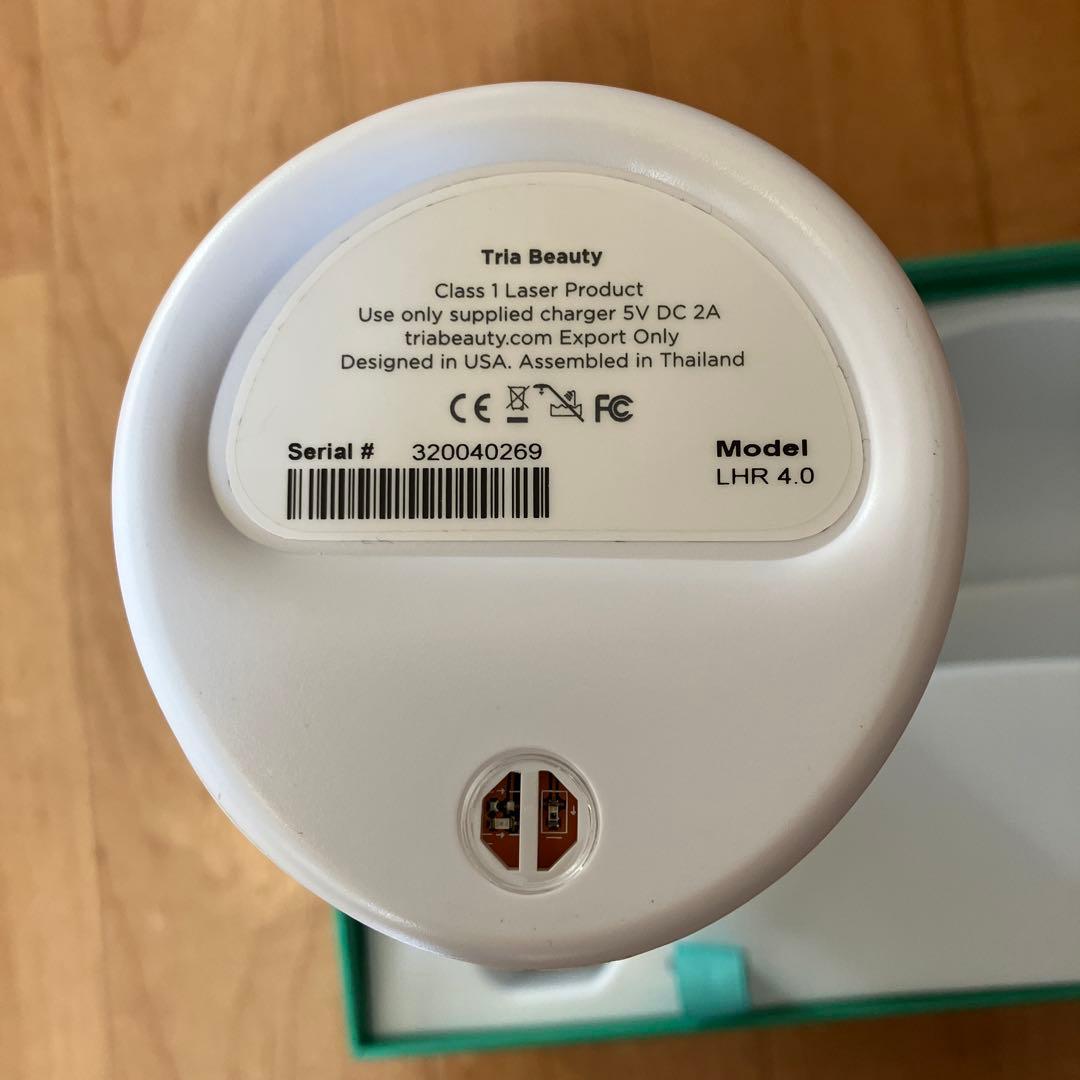 Tria Beauty
Class 1 Laser Product
Use only supplied charger 5V DC 2A
triabeauty.com Export Only
Designed in USA. Assembled in Thailand
CE FC
Serial # 320040269
Model
LHR 4.0